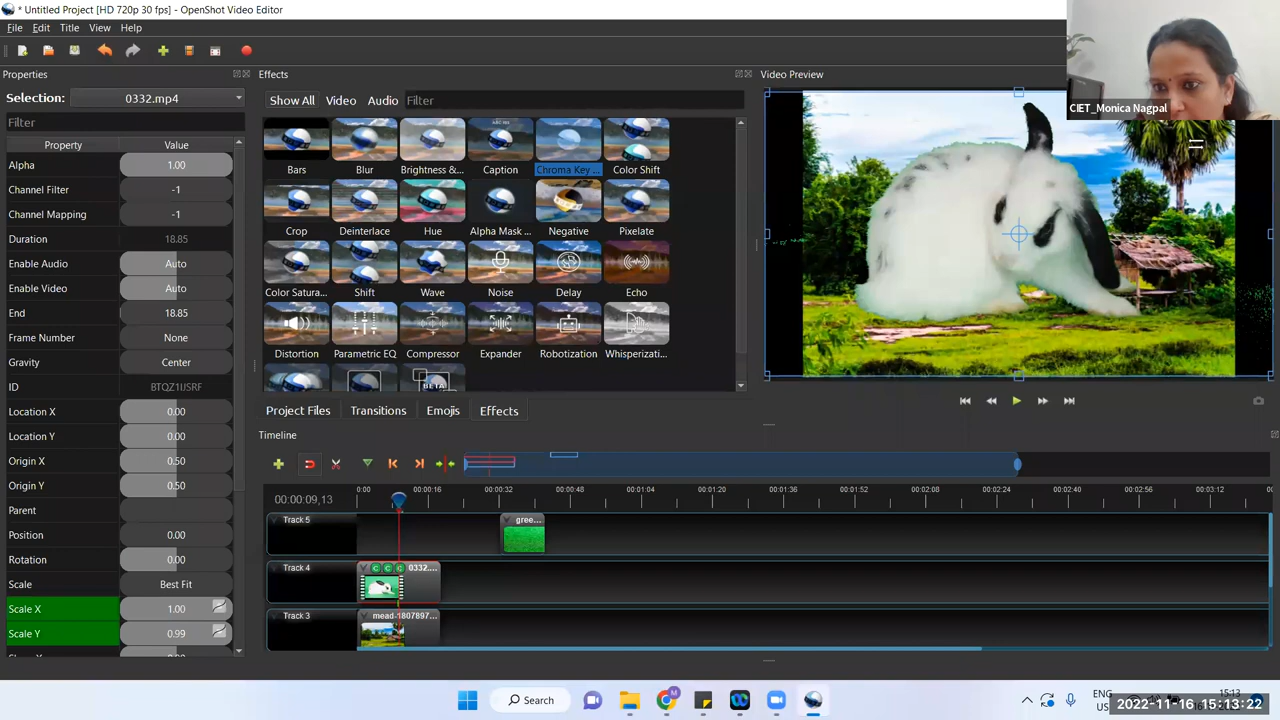 * Untitled Project [HD 720p 30 fps] - OpenShot Video Editor
File Edit Title View Help
Properties
Selection: 0332.mp4
Filter
Property Value
Alpha 1.00
Channel Filter -1
Channel Mapping -1
Duration 18.85
Enable Audio Auto
Enable Video Auto
End 18.85
Frame Number None
Gravity Center
ID BTQZ1USRF
Location X 0.00
Location Y 0.00
Origin X 0.50
Origin Y 0.50
Parent
Position 0.00
Rotation 0.00
Scale Best Fit
Scale X 1.00
Scale Y 0.99
Effects
Show All Video Audio Filter
Bars Blur Brightness &... Caption Chroma Key ... Color Shift
Crop Deinterlace Hue Alpha Mask ... Negative Pixelate
Color Satura... Shift Wave Noise Delay Echo
Distortion Parametric EQ Compressor Expander Robotization Whisperizati...
BETA
Project Files Transitions Emojis Effects
Video Preview
CIET_Monica Nagpal
Timeline
00:00:09,13
0:00 00:00:16 00:00:32 00:00:48 00:01:04 00:01:20 00:01:36 00:01:52 00:02:08 00:02:24 00:02:40 00:02:56 00:03:12
Track 5 gree...
Track 4 C C C 0332....
Track 3 mead-1807897...
Search
ENG
US
15:13
2022-11-16 15:13:22